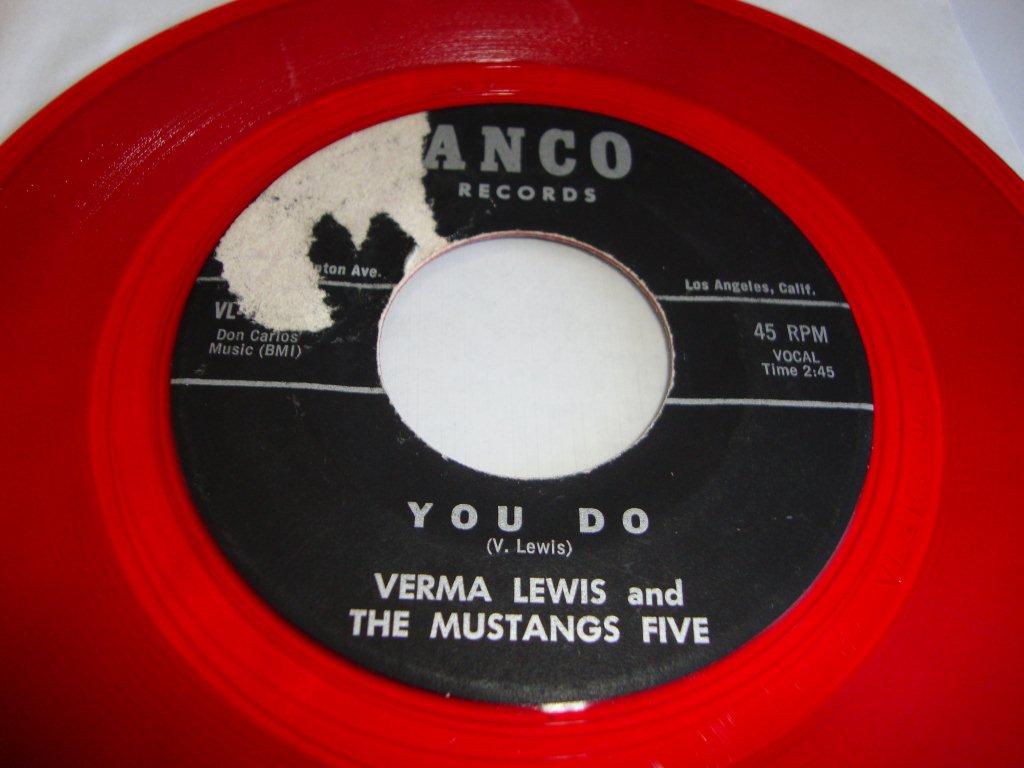 ANCO
RECORDS
Ave.
Los Angeles, Calif.
VL-
Don Carlos
Music (BMI)
45 RPM
VOCAL
Time 2:45
YOU DO
(V. Lewis)
VERMA LEWIS and
THE MUSTANGS FIVE